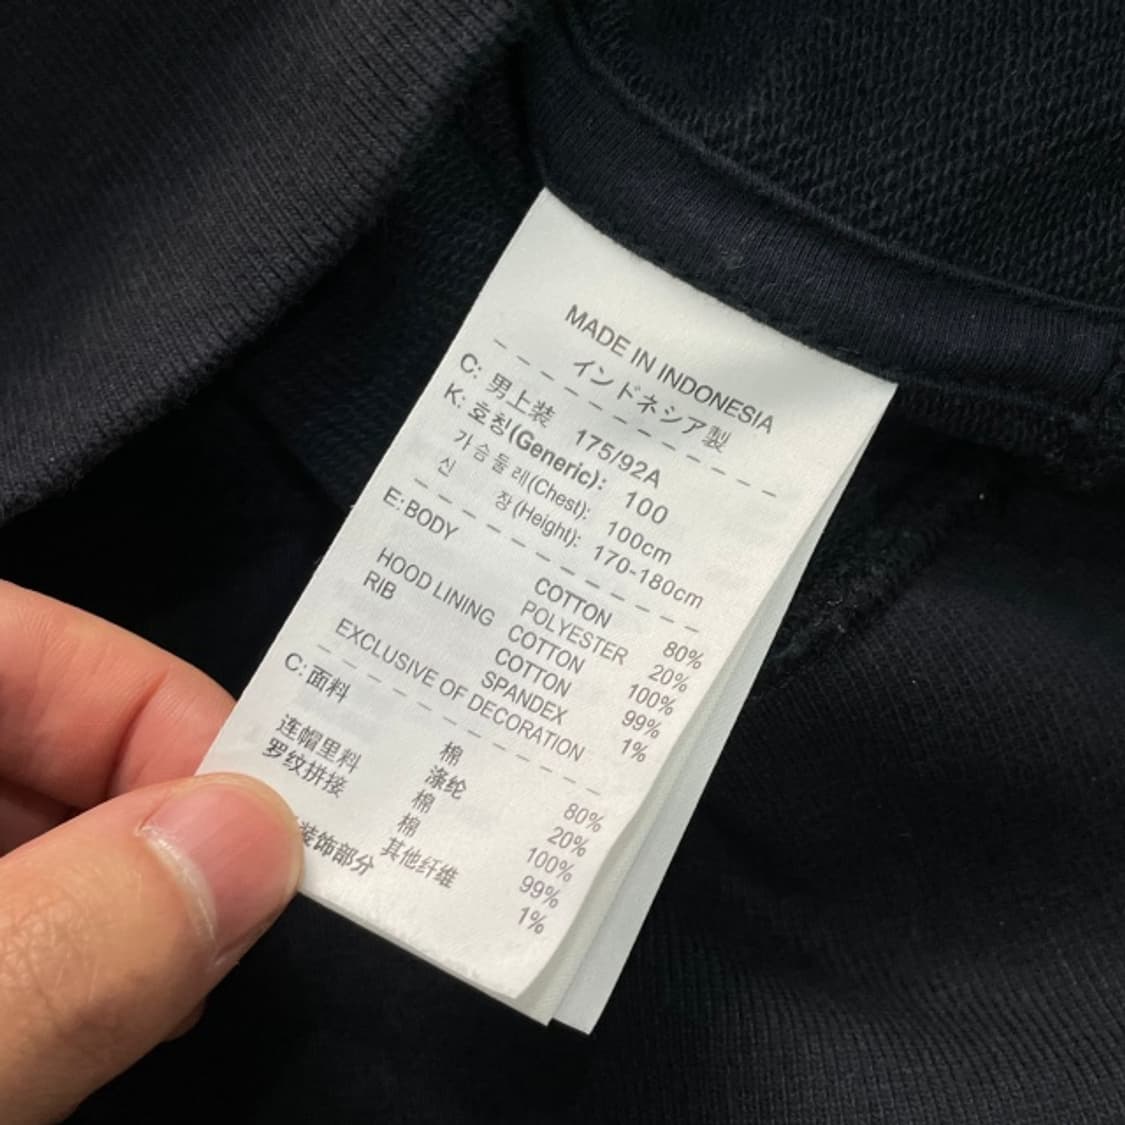 MADE IN INDONESIA
インドネシア製
C: 男上装 175/92A
K: 호칭(Generic): 100
가슴둘레(Chest): 100cm
신 장(Height): 170-180cm
E: BODY COTTON 80%
POLYESTER 20%
HOOD LINING COTTON 100%
RIB COTTON 99%
SPANDEX 1%
EXCLUSIVE OF DECORATION
C: 面料 棉 80%
涤纶 20%
连帽里料 棉 100%
罗纹拼接 棉 99%
其他纤维 1%
装饰部分